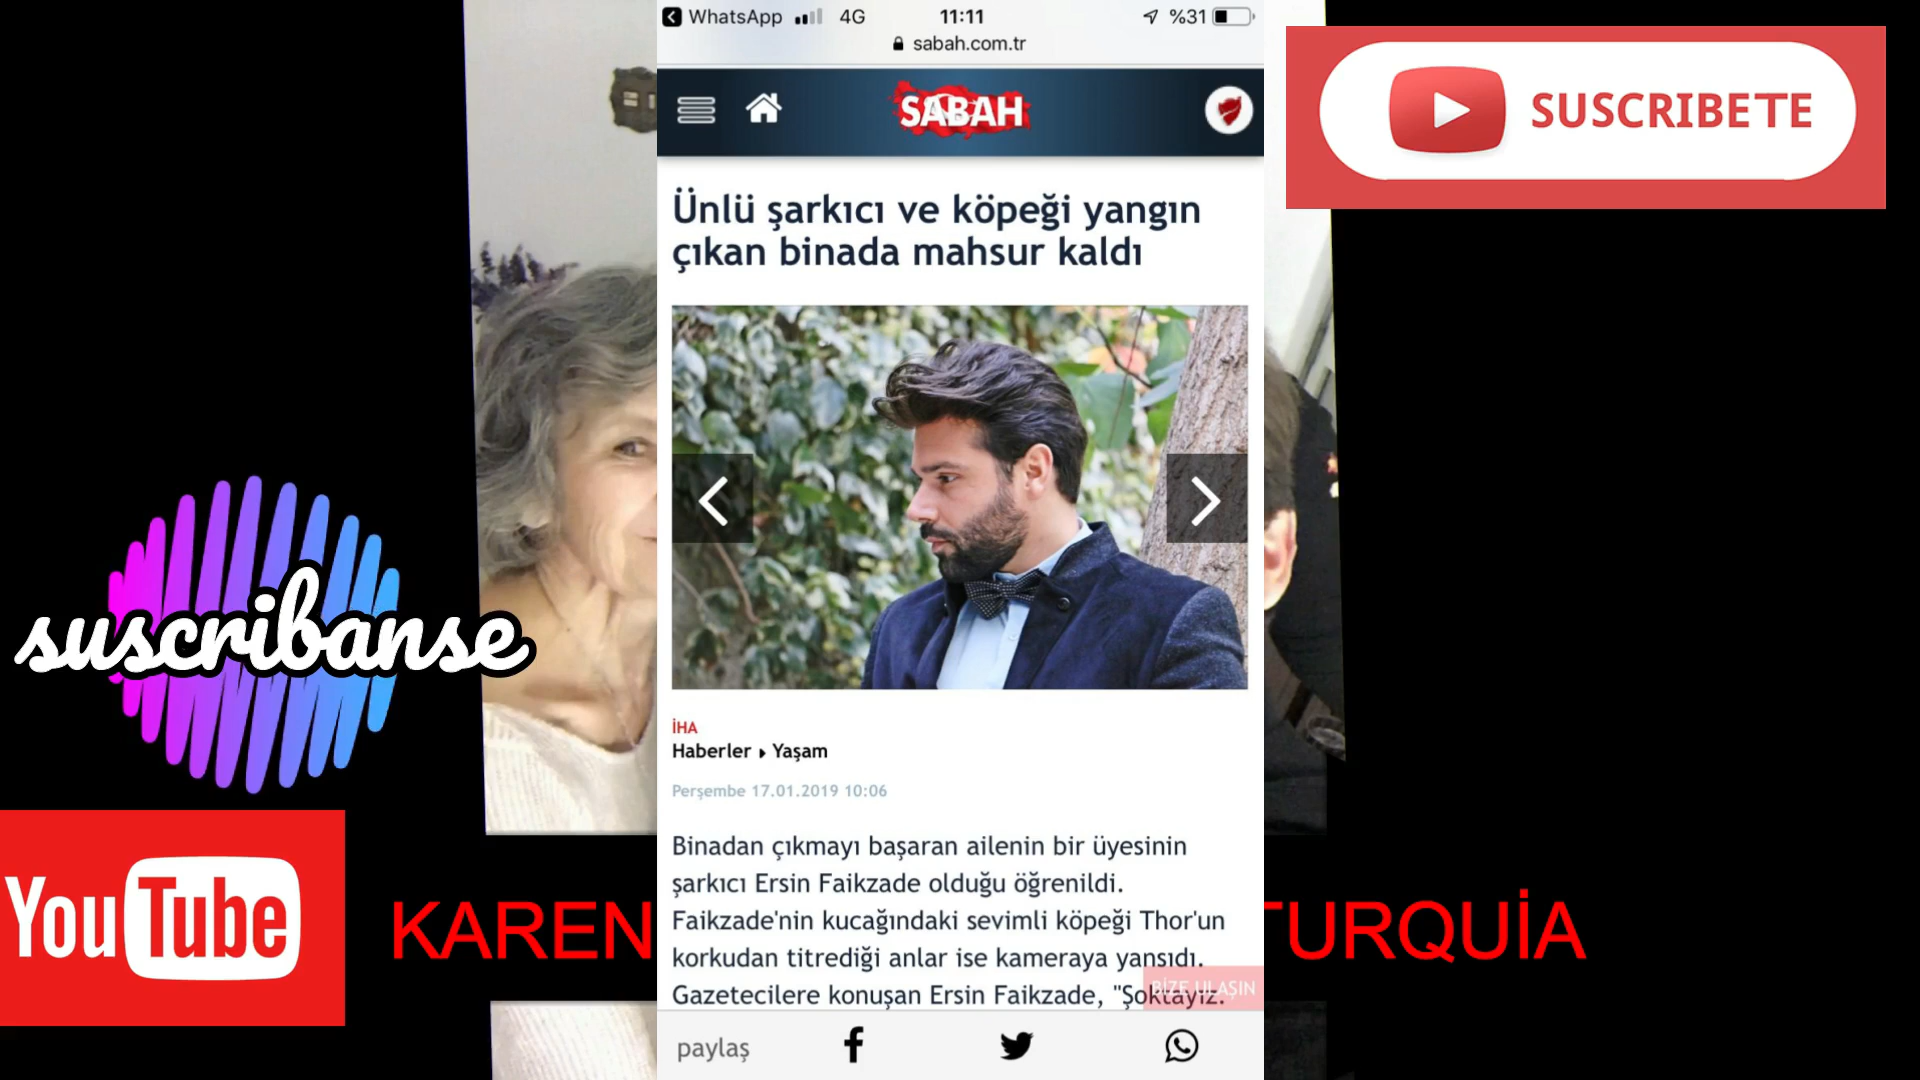 WhatsApp 4G 11:11 %31
sabah.com.tr
SABAH
SUSCRIBETE
Ünlü şarkıcı ve köpeği yangın
çıkan binada mahsur kaldı
suscribanse
İHA
Haberler ▸ Yaşam
Perşembe 17.01.2019 10:06
Binadan çıkmayı başaran ailenin bir üyesinin
şarkıcı Ersin Faikzade olduğu öğrenildi.
Faikzade'nin kucağındaki sevimli köpeği Thor'un
korkudan titrediği anlar ise kameraya yansıdı.
Gazetecilere konuşan Ersin Faikzade, "Şoktayız.
BİZE ULAŞIN
YouTube
KAREN TURQUİA
paylaş